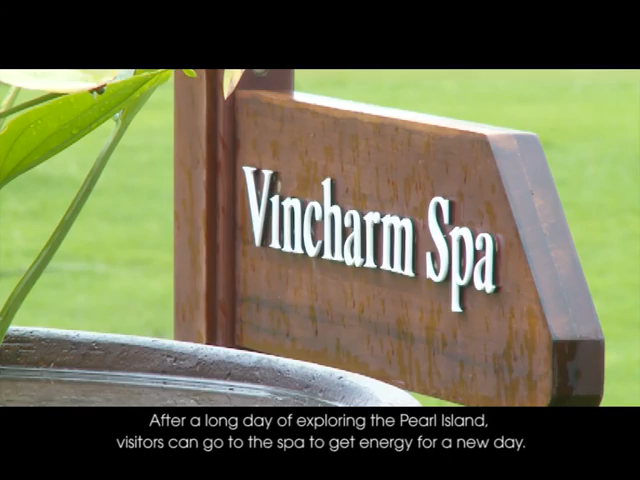 Vincharm Spa
After a long day of exploring the Pearl Island,
visitors can go to the spa to get energy for a new day.